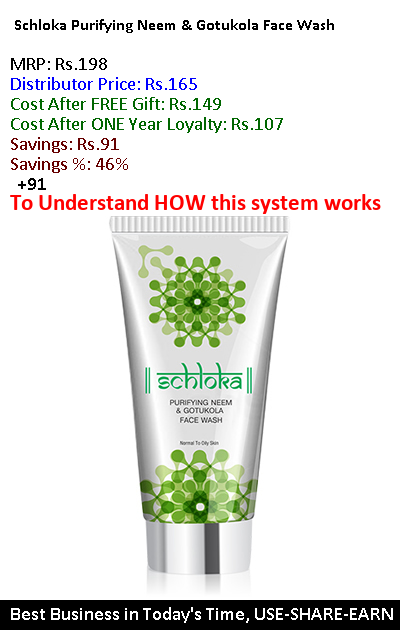 Schloka Purifying Neem & Gotukola Face Wash
MRP: Rs.198
Distributor Price: Rs.165
Cost After FREE Gift: Rs.149
Cost After ONE Year Loyalty: Rs.107
Savings: Rs.91
Savings %: 46%
+91
To Understand HOW this system works
|| schloka ||
PURIFYING NEEM
& GOTUKOLA
FACE WASH
Normal To Oily Skin
Best Business in Today's Time, USE-SHARE-EARN